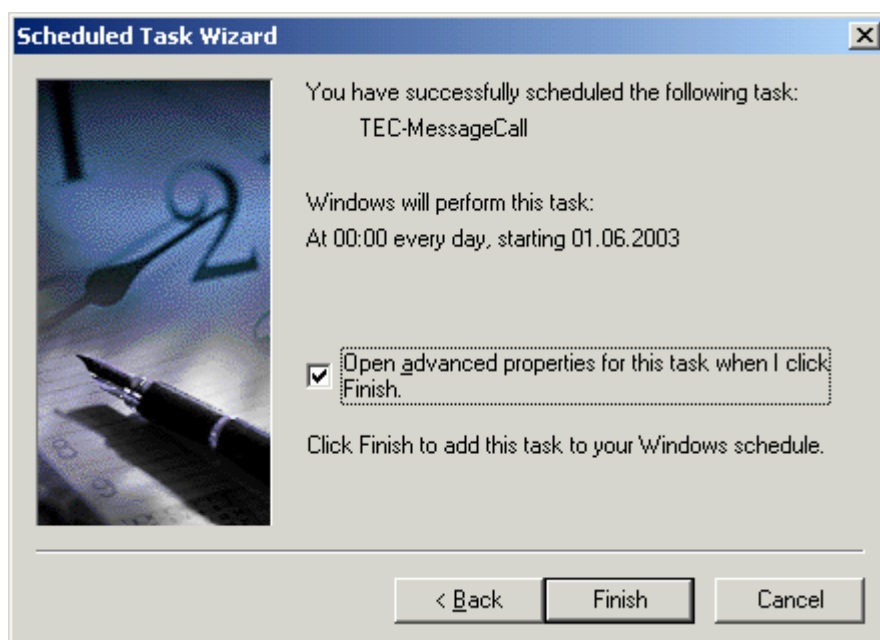 Scheduled Task Wizard
You have successfully scheduled the following task:
TEC-MessageCall
Windows will perform this task:
At 00:00 every day, starting 01.06.2003
Open advanced properties for this task when I click
Finish.
Click Finish to add this task to your Windows schedule.
< Back
Finish
Cancel